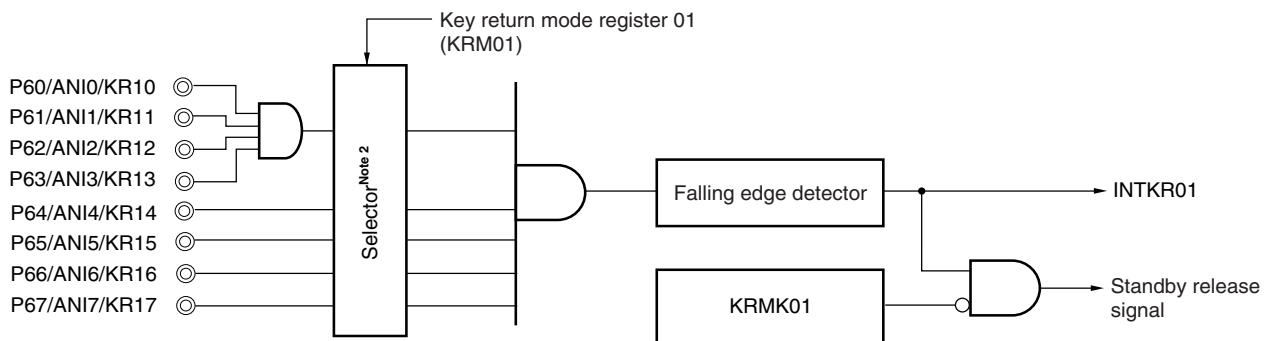 Key return mode register 01
(KRM01)
P60/ANI0/KR10
P61/ANI1/KR11
P62/ANI2/KR12
P63/ANI3/KR13
P64/ANI4/KR14
P65/ANI5/KR15
P66/ANI6/KR16
P67/ANI7/KR17
SelectorNote 2
Falling edge detector
INTKR01
KRMK01
Standby release
signal